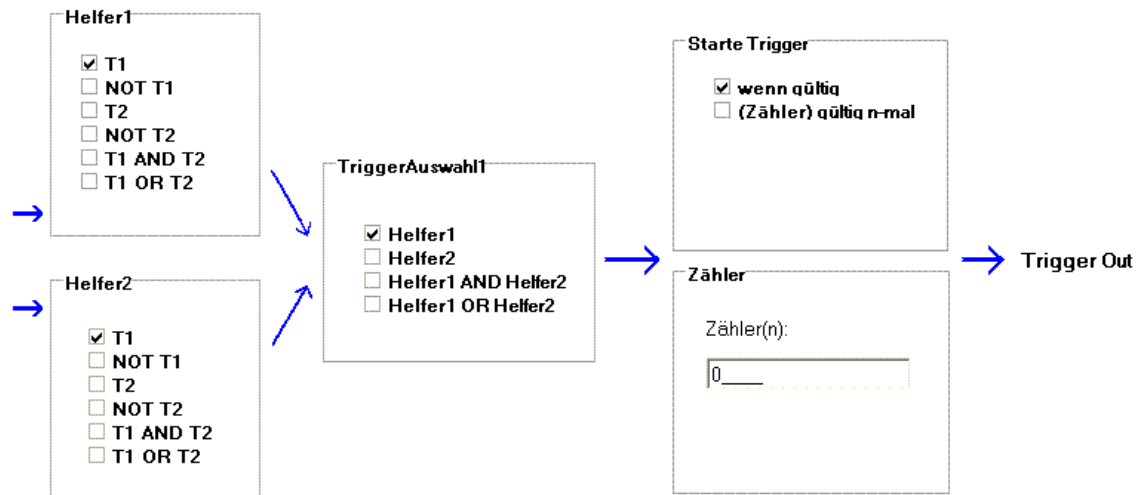 Helfer1
T1
NOT T1
T2
NOT T2
T1 AND T2
T1 OR T2
Helfer2
T1
NOT T1
T2
NOT T2
T1 AND T2
T1 OR T2
TriggerAuswahl1
Helfer1
Helfer2
Helfer1 AND Helfer2
Helfer1 OR Helfer2
Starte Trigger
wenn gültig
(Zähler) gültig n-mal
Zähler
Zähler(n):
0____
Trigger Out